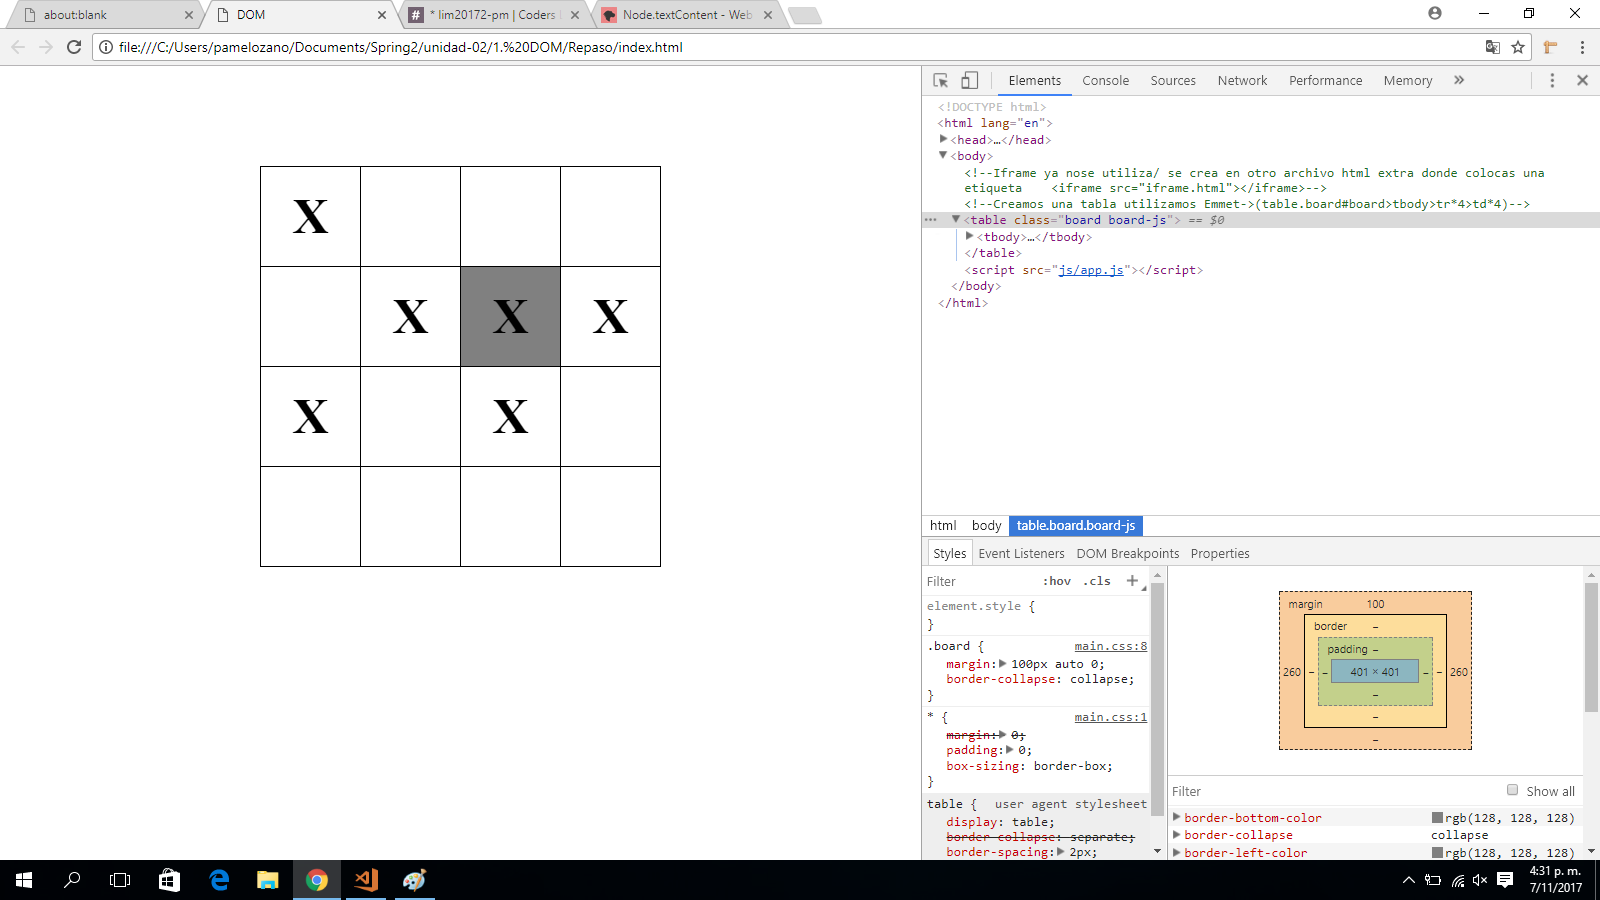 about:blank
DOM
* lim20172-pm | Coders
Node.textContent - Web
file:///C:/Users/pamelozano/Documents/Spring2/unidad-02/1.%20DOM/Repaso/index.html
X
X X X
X X
Elements Console Sources Network Performance Memory »
<!DOCTYPE html>
<html lang="en">
<head>…</head>
<body>
<!--Iframe ya nose utiliza/ se crea en otro archivo html extra donde colocas una
etiqueta    <iframe src="iframe.html"></iframe>-->
<!--Creamos una tabla utilizamos Emmet->(table.board#board>tbody>tr*4>td*4)-->
<table class="board board-js"> == $0
<tbody>…</tbody>
</table>
<script src="js/app.js"></script>
</body>
</html>
html body table.board.board-js
Styles Event Listeners DOM Breakpoints Properties
Filter :hov .cls +
element.style {
}
.board { main.css:8
margin: 100px auto 0;
border-collapse: collapse;
}
* { main.css:1
margin: 0;
padding: 0;
box-sizing: border-box;
}
table { user agent stylesheet
display: table;
border-collapse: separate;
border-spacing: 2px;
margin 100
border –
padding –
260 – – 401 × 401 – – 260
–
–
–
Filter Show all
border-bottom-color rgb(128, 128, 128)
border-collapse collapse
border-left-color rgb(128, 128, 128)
4:31 p. m.
7/11/2017